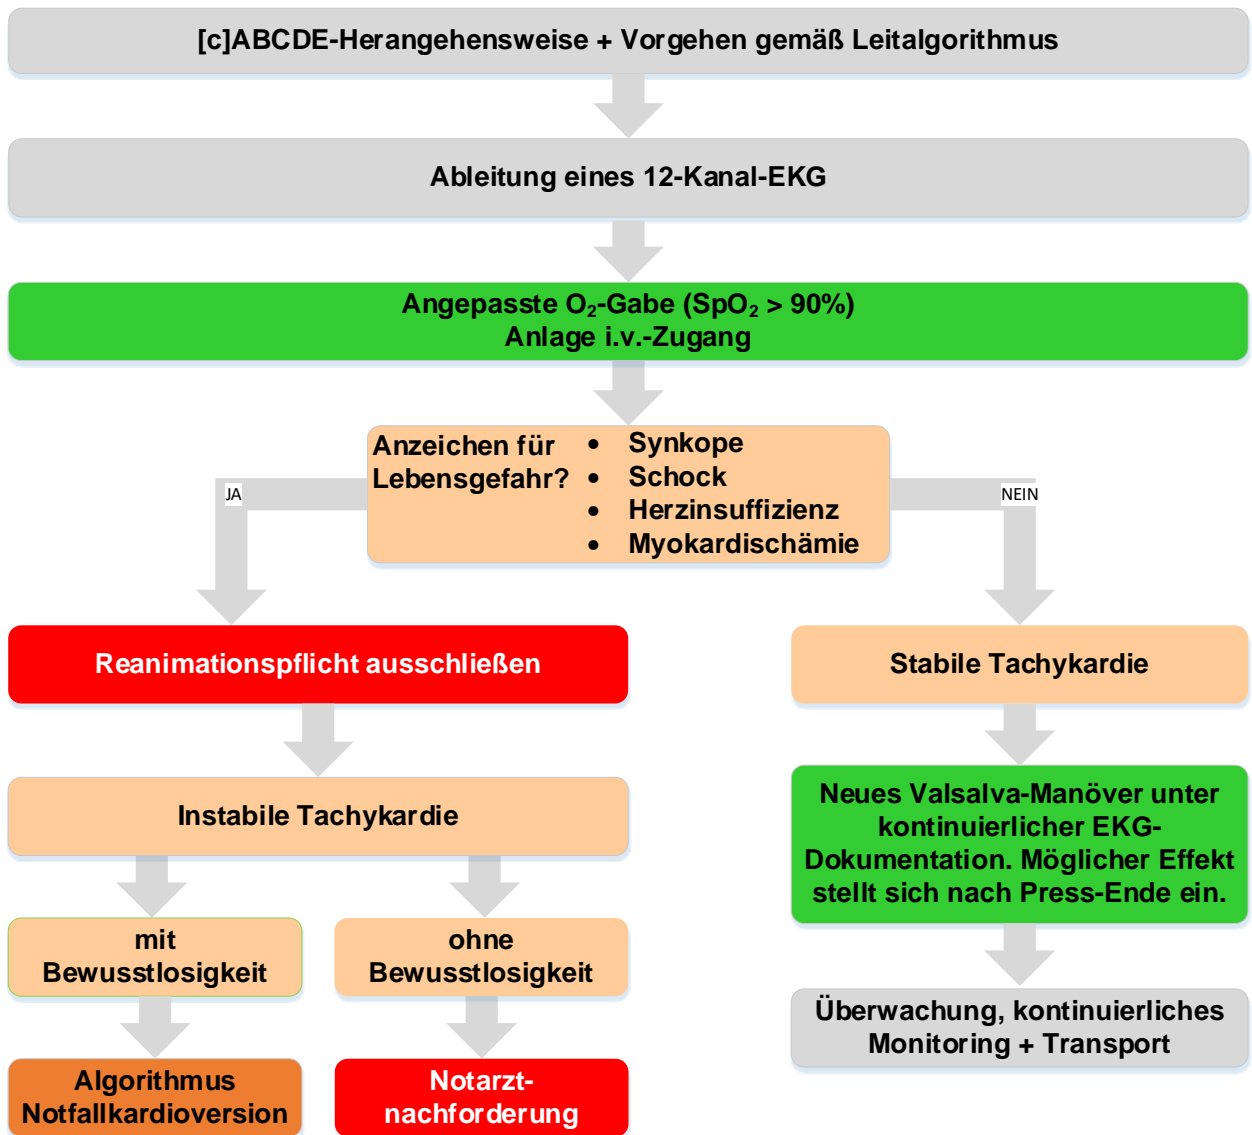 [c]ABCDE-Herangehensweise + Vorgehen gemäß Leitalgorithmus
Ableitung eines 12-Kanal-EKG
Angepasste O₂-Gabe (SpO₂ > 90%)
Anlage i.v.-Zugang
Anzeichen für
Lebensgefahr?
• Synkope
• Schock
• Herzinsuffizienz
• Myokardischämie
JA
NEIN
Reanimationspflicht ausschließen
Stabile Tachykardie
Instabile Tachykardie
Neues Valsalva-Manöver unter
kontinuierlicher EKG-
Dokumentation. Möglicher Effekt
stellt sich nach Press-Ende ein.
mit
Bewusstlosigkeit
ohne
Bewusstlosigkeit
Überwachung, kontinuierliches
Monitoring + Transport
Algorithmus
Notfallkardioversion
Notarzt-
nachforderung